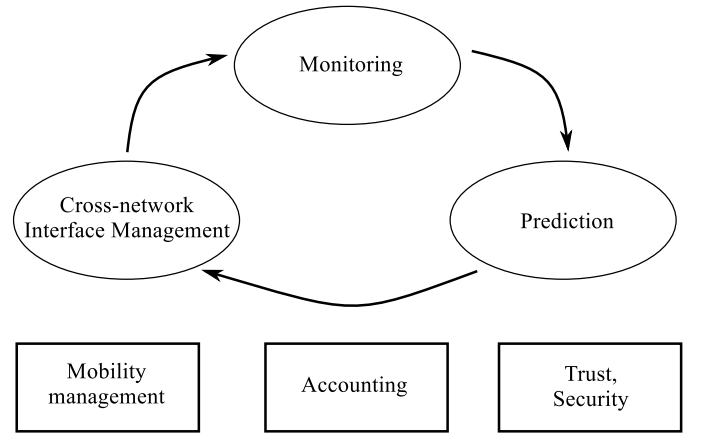 Monitoring
Cross-network
Interface Management
Prediction
Mobility
management
Accounting
Trust,
Security